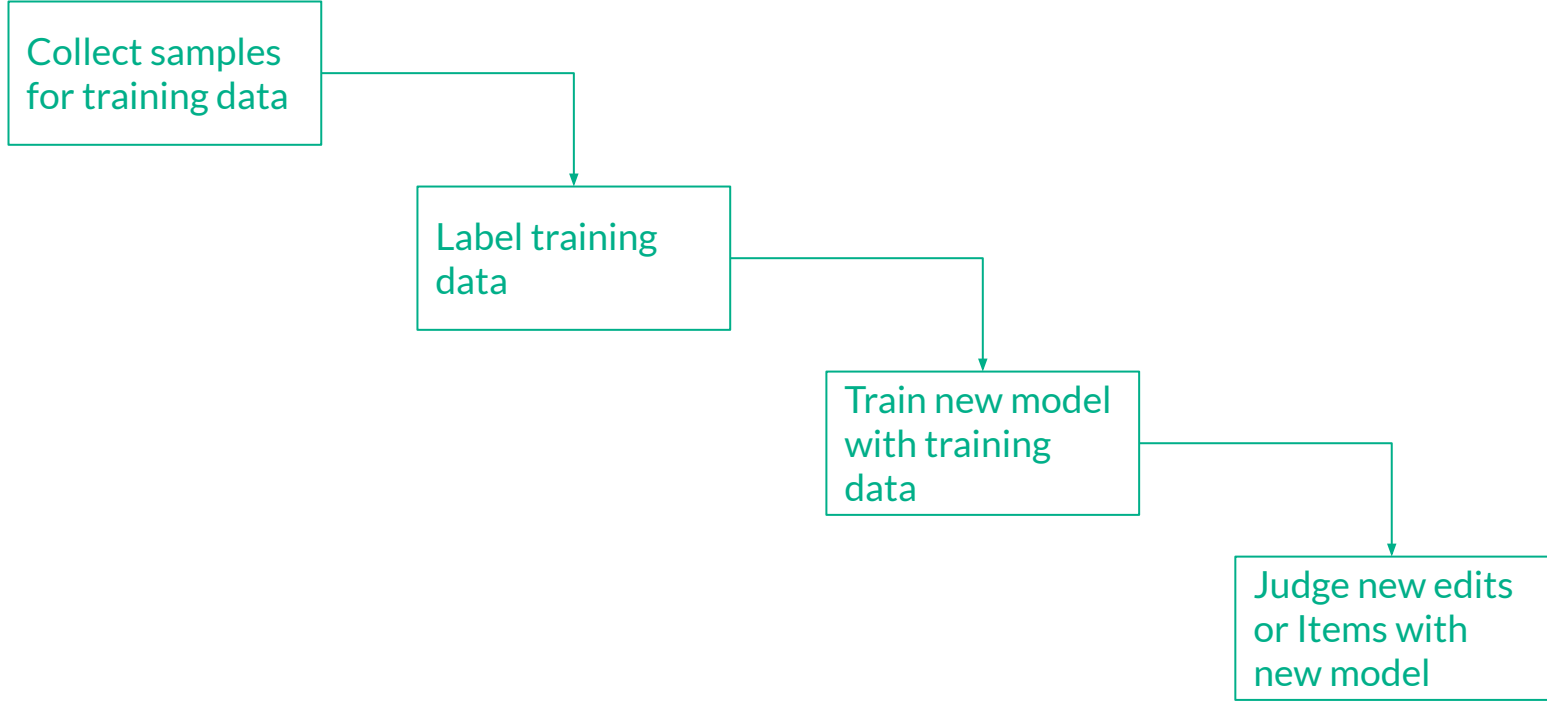 Collect samples
for training data
Label training
data
Train new model
with training
data
Judge new edits
or Items with
new model